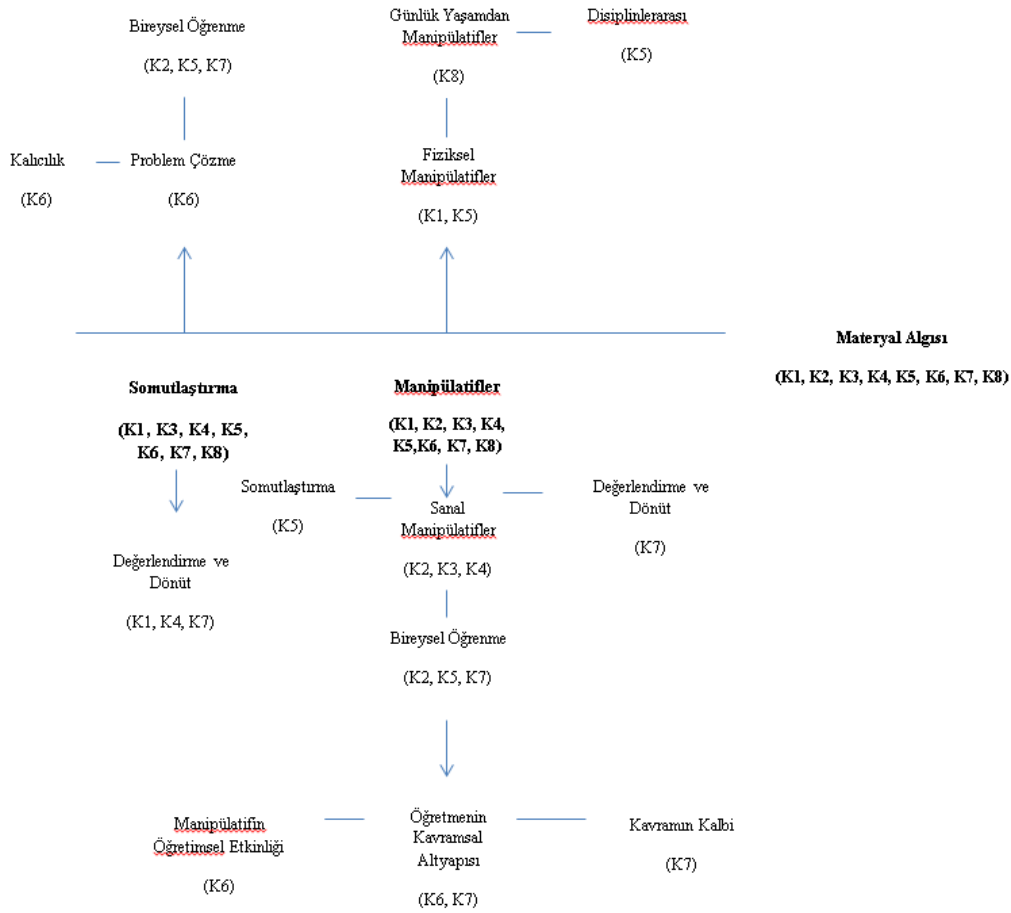 Bireysel Öğrenme
(K2, K5, K7)
Günlük Yaşamdan
Manipülatifler
(K8)
Disiplinlerarası
(K5)
Kalıcılık
(K6)
Problem Çözme
(K6)
Fiziksel
Manipülatifler
(K1, K5)
Materyal Algısı
(K1, K2, K3, K4, K5, K6, K7, K8)
Somutlaştırma
(K1, K3, K4, K5,
K6, K7, K8)
Manipülatifler
(K1, K2, K3, K4,
K5,K6, K7, K8)
Somutlaştırma
(K5)
Sanal
Manipülatifler
(K2, K3, K4)
Değerlendirme ve
Dönüt
(K7)
Değerlendirme ve
Dönüt
(K1, K4, K7)
Bireysel Öğrenme
(K2, K5, K7)
Manipülatifin
Öğretimsel Etkinliği
(K6)
Öğretmenin
Kavramsal
Altyapısı
(K6, K7)
Kavramın Kalbi
(K7)